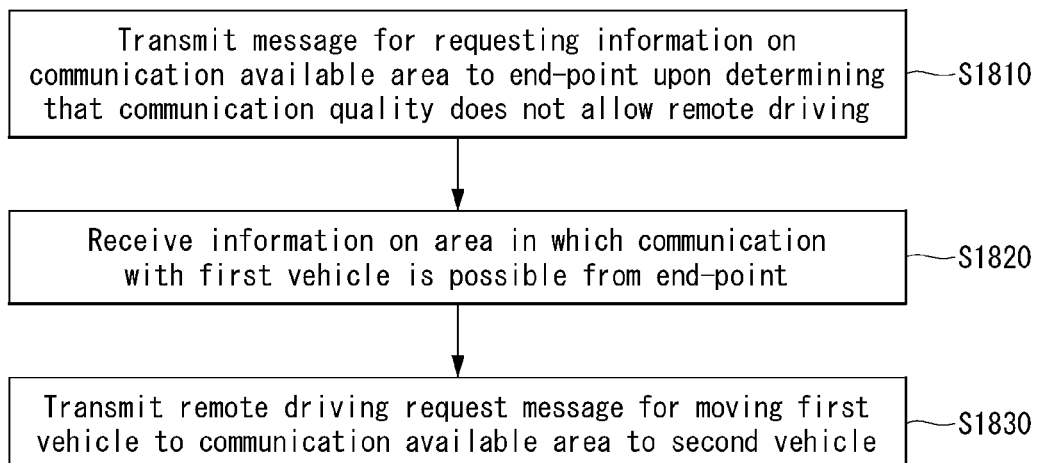 Transmit message for requesting information on
communication available area to end-point upon determining
that communication quality does not allow remote driving
S1810
Receive information on area in which communication
with first vehicle is possible from end-point
S1820
Transmit remote driving request message for moving first
vehicle to communication available area to second vehicle
S1830